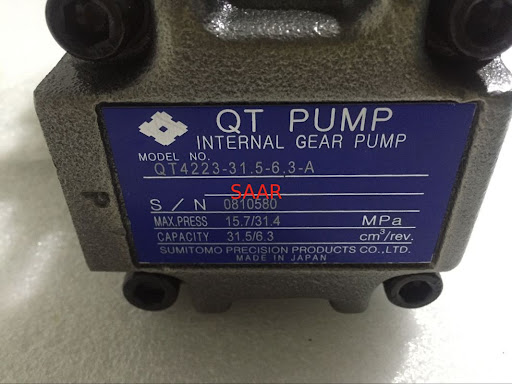 QT PUMP
INTERNAL GEAR PUMP
MODEL NO.
QT4223-31.5-6.3-A
SAAR
S/N 0810580
MAX.PRESS 15.7/31.4 MPa
CAPACITY 31.5/6.3 cm³/rev.
SUMITOMO PRECISION PRODUCTS CO.,LTD.
MADE IN JAPAN